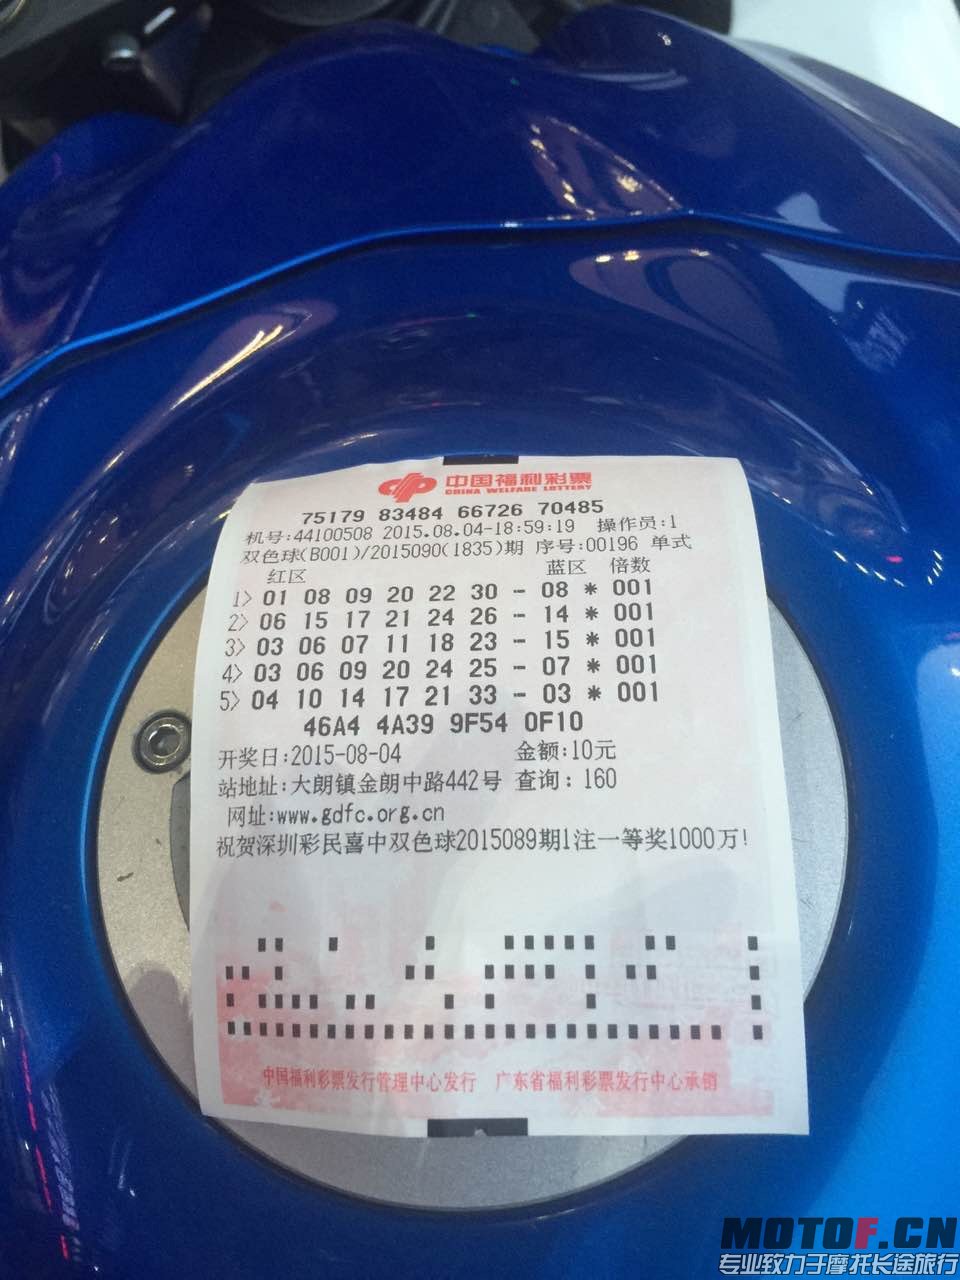 中国福利彩票
CHINA WELFARE LOTTERY
75179 83484 66726 70485
机号:44100508 2015.08.04-18:59:19 操作员:1
双色球(B001)/2015090(1835)期 序号:00196 单式
红区 蓝区 倍数
1> 01 08 09 20 22 30 - 08 * 001
2> 06 15 17 21 24 26 - 14 * 001
3> 03 06 07 11 18 23 - 15 * 001
4> 03 06 09 20 24 25 - 07 * 001
5> 04 10 14 17 21 33 - 03 * 001
46A4 4A39 9F54 0F10
开奖日:2015-08-04 金额:10元
站地址:大朗镇金朗中路442号 查询: 160
网址:www.gdfc.org.cn
祝贺深圳彩民喜中双色球2015089期1注一等奖1000万!
中国福利彩票发行管理中心发行 广东省福利彩票发行中心承销
MOTOF.CN
专业致力于摩托长途旅行